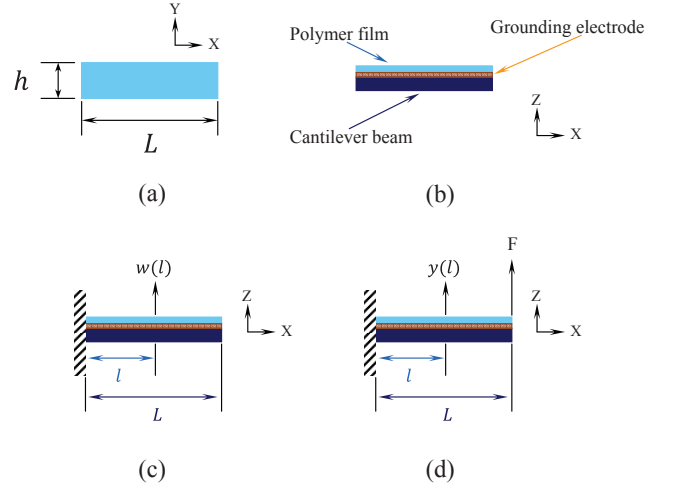 Y
X
h
L
(a)
Polymer film
Grounding electrode
Cantilever beam
Z
X
(b)
w(l)
Z
X
l
L
(c)
y(l)
F
Z
X
l
L
(d)